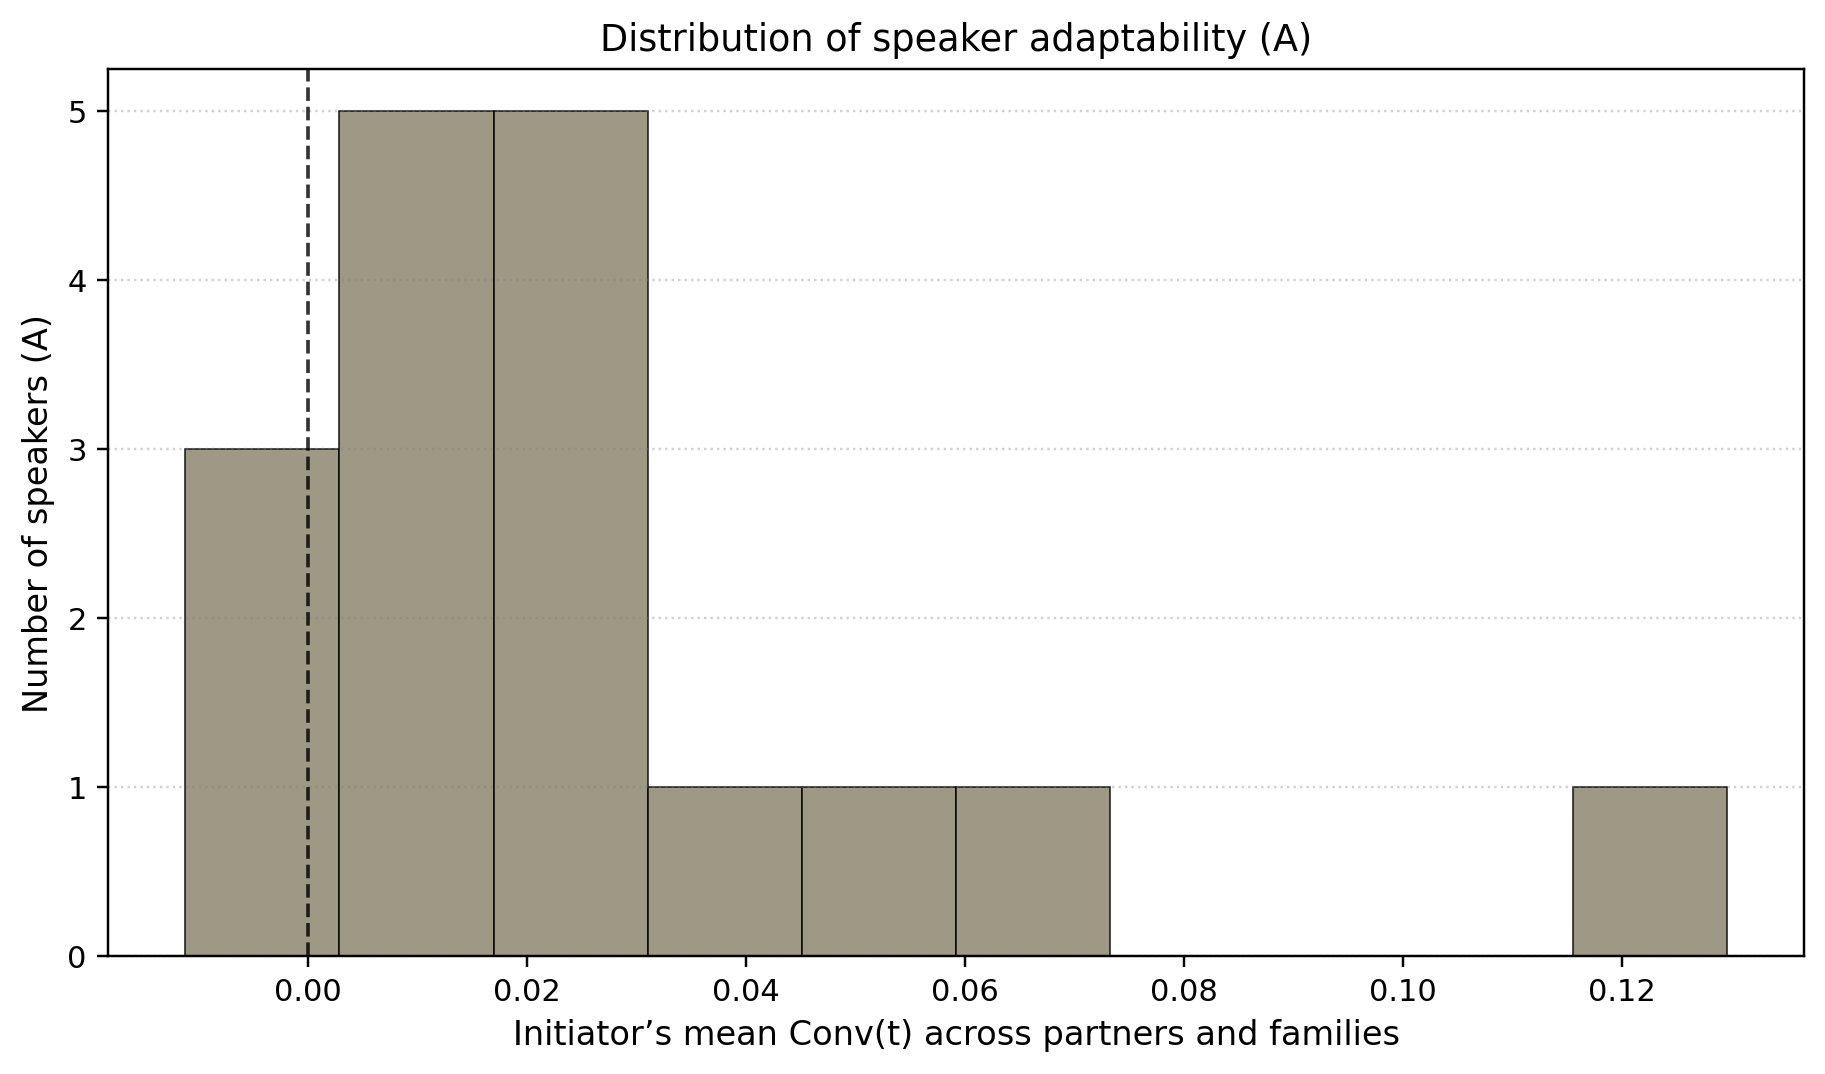 Distribution of speaker adaptability (A)
Number of speakers (A)
5
4
3
2
1
0
0.00 0.02 0.04 0.06 0.08 0.10 0.12
Initiator’s mean Conv(t) across partners and families